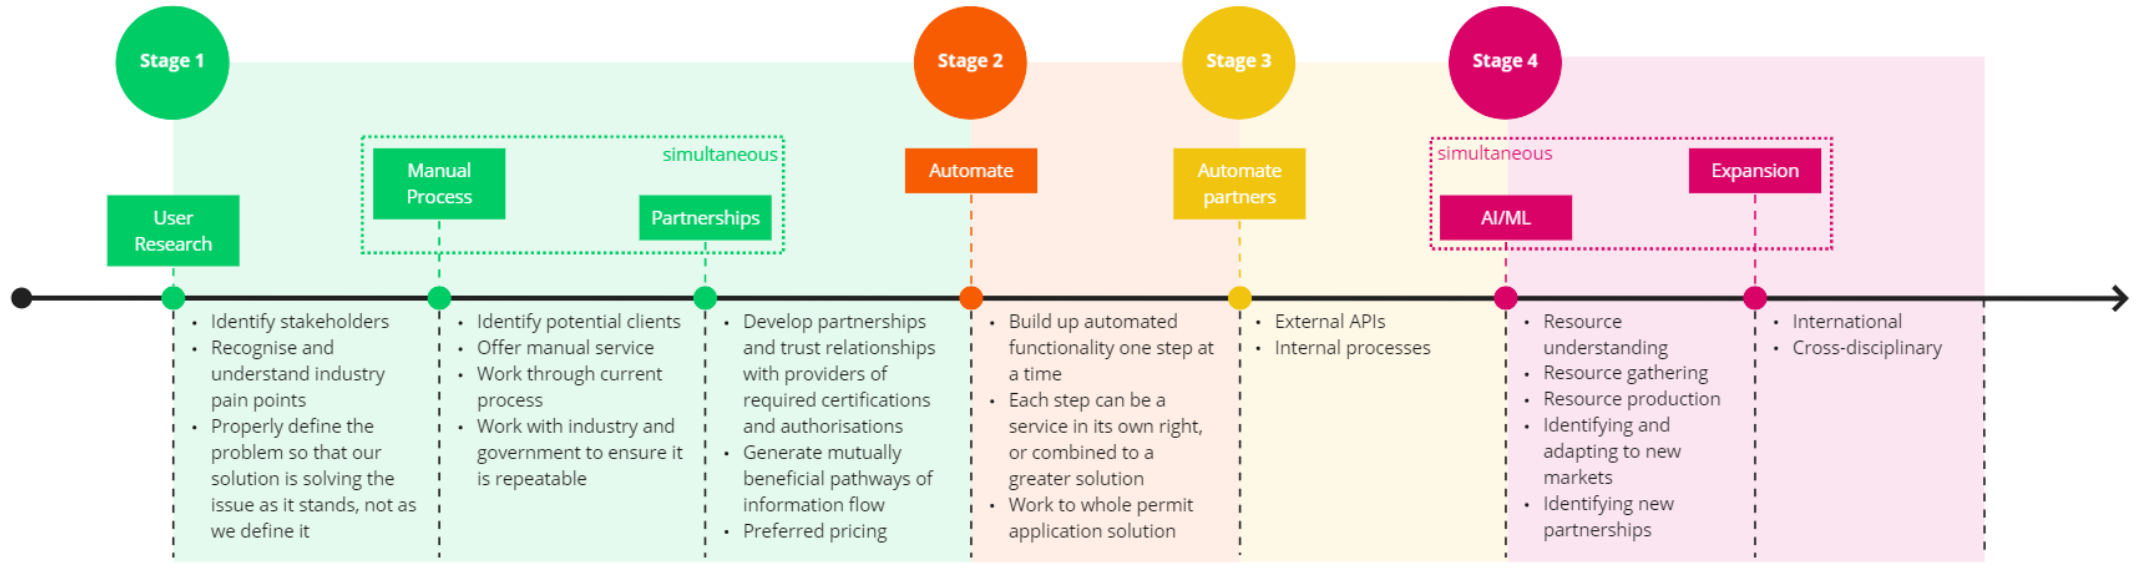 Stage 1
Stage 2
Stage 3
Stage 4
User
Research
Manual
Process
simultaneous
Partnerships
Automate
Automate
partners
simultaneous
AI/ML
Expansion
• Identify stakeholders
• Recognise and
understand industry
pain points
• Properly define the
problem so that our
solution is solving the
issue as it stands, not as
we define it
• Identify potential clients
• Offer manual service
• Work through current
process
• Work with industry and
government to ensure it
is repeatable
• Develop partnerships
and trust relationships
with providers of
required certifications
and authorisations
• Generate mutually
beneficial pathways of
information flow
• Preferred pricing
• Build up automated
functionality one step at
a time
• Each step can be a
service in its own right,
or combined to a
greater solution
• Work to whole permit
application solution
• External APIs
• Internal processes
• Resource
understanding
• Resource gathering
• Resource production
• Identifying and
adapting to new
markets
• Identifying new
partnerships
• International
• Cross-disciplinary